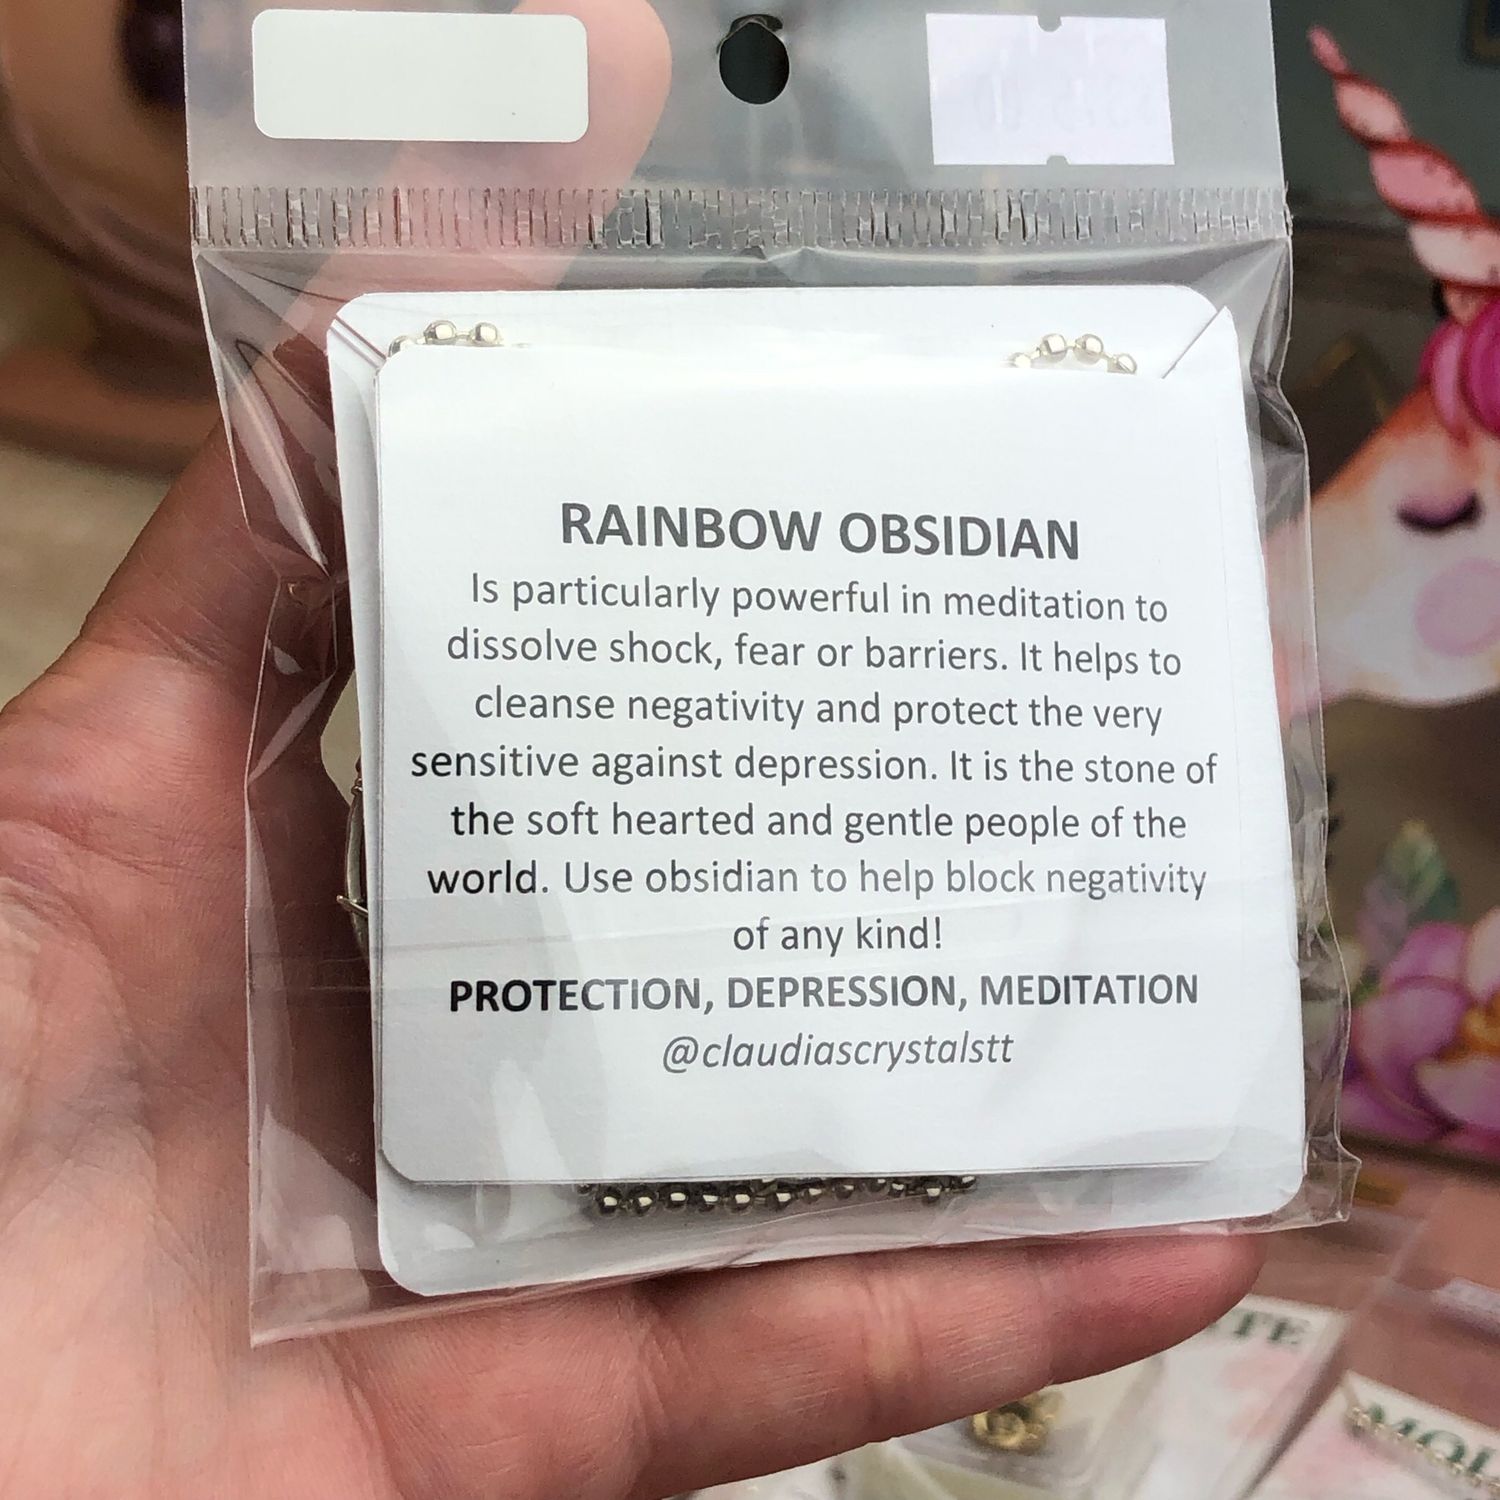 RAINBOW OBSIDIAN
Is particularly powerful in meditation to
dissolve shock, fear or barriers. It helps to
cleanse negativity and protect the very
sensitive against depression. It is the stone of
the soft hearted and gentle people of the
world. Use obsidian to help block negativity
of any kind!
PROTECTION, DEPRESSION, MEDITATION
@claudiascrystalstt